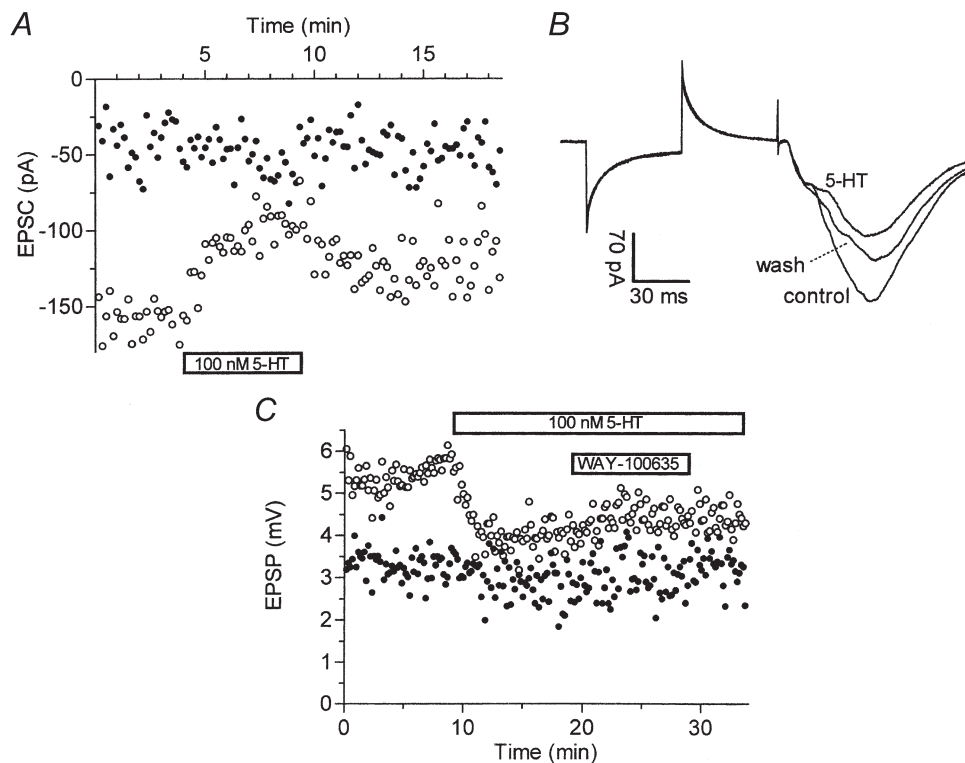 A
Time (min)
5 10 15
0
-50
-100
-150
EPSC (pA)
100 nM 5-HT
B
5-HT
wash
control
70 pA
30 ms
C
100 nM 5-HT
WAY-100635
6
5
4
3
2
1
0
EPSP (mV)
0 10 20 30
Time (min)